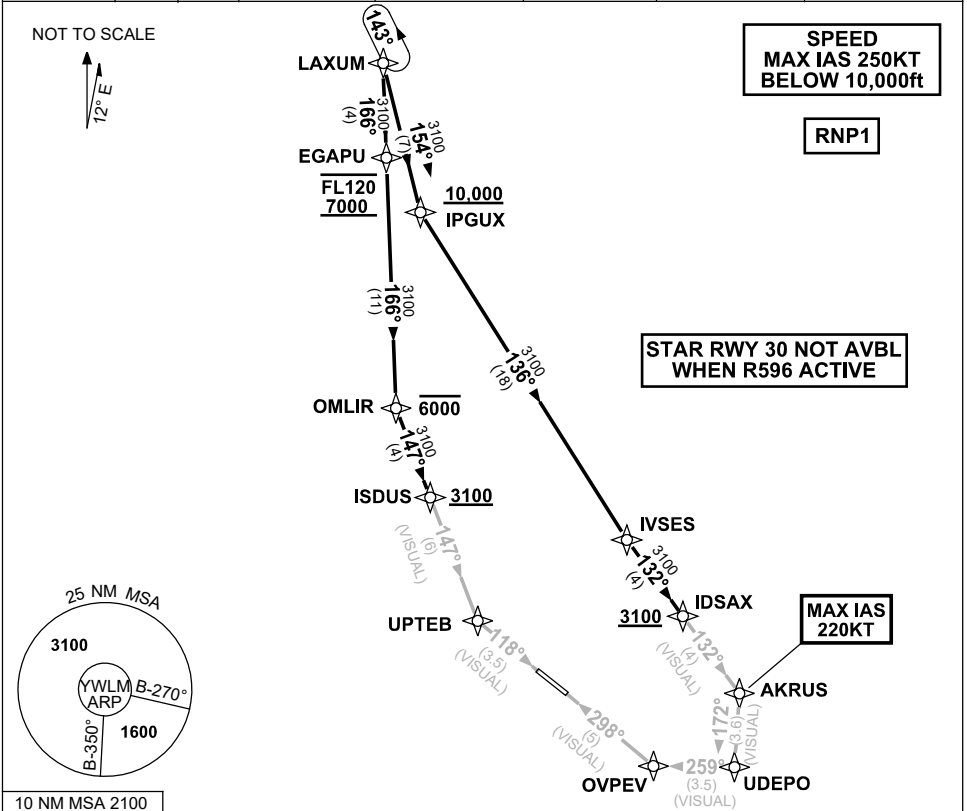 NOT TO SCALE
12° E
143°
LAXUM
SPEED
MAX IAS 250KT
BELOW 10,000ft
RNP1
3100
166°
(4)
3100
154°
(7)
EGAPU
FL120
7000
10,000
IPGUX
3100
166°
(11)
3100
136°
(18)
STAR RWY 30 NOT AVBL
WHEN R596 ACTIVE
OMLIR
6000
3100
147°
(4)
ISDUS
3100
147°
(6)
(VISUAL)
IVSES
3100
132°
(4)
IDSAX
3100
MAX IAS
220KT
132°
(4)
(VISUAL)
UPTEB
118°
(3.5)
(VISUAL)
AKRUS
172°
(3.6)
(VISUAL)
298°
(5)
(VISUAL)
259°
(3.5)
(VISUAL)
OVPEV
UDEPO
25 NM MSA
3100
YWLM
ARP
B-270°
B-350°
1600
10 NM MSA 2100